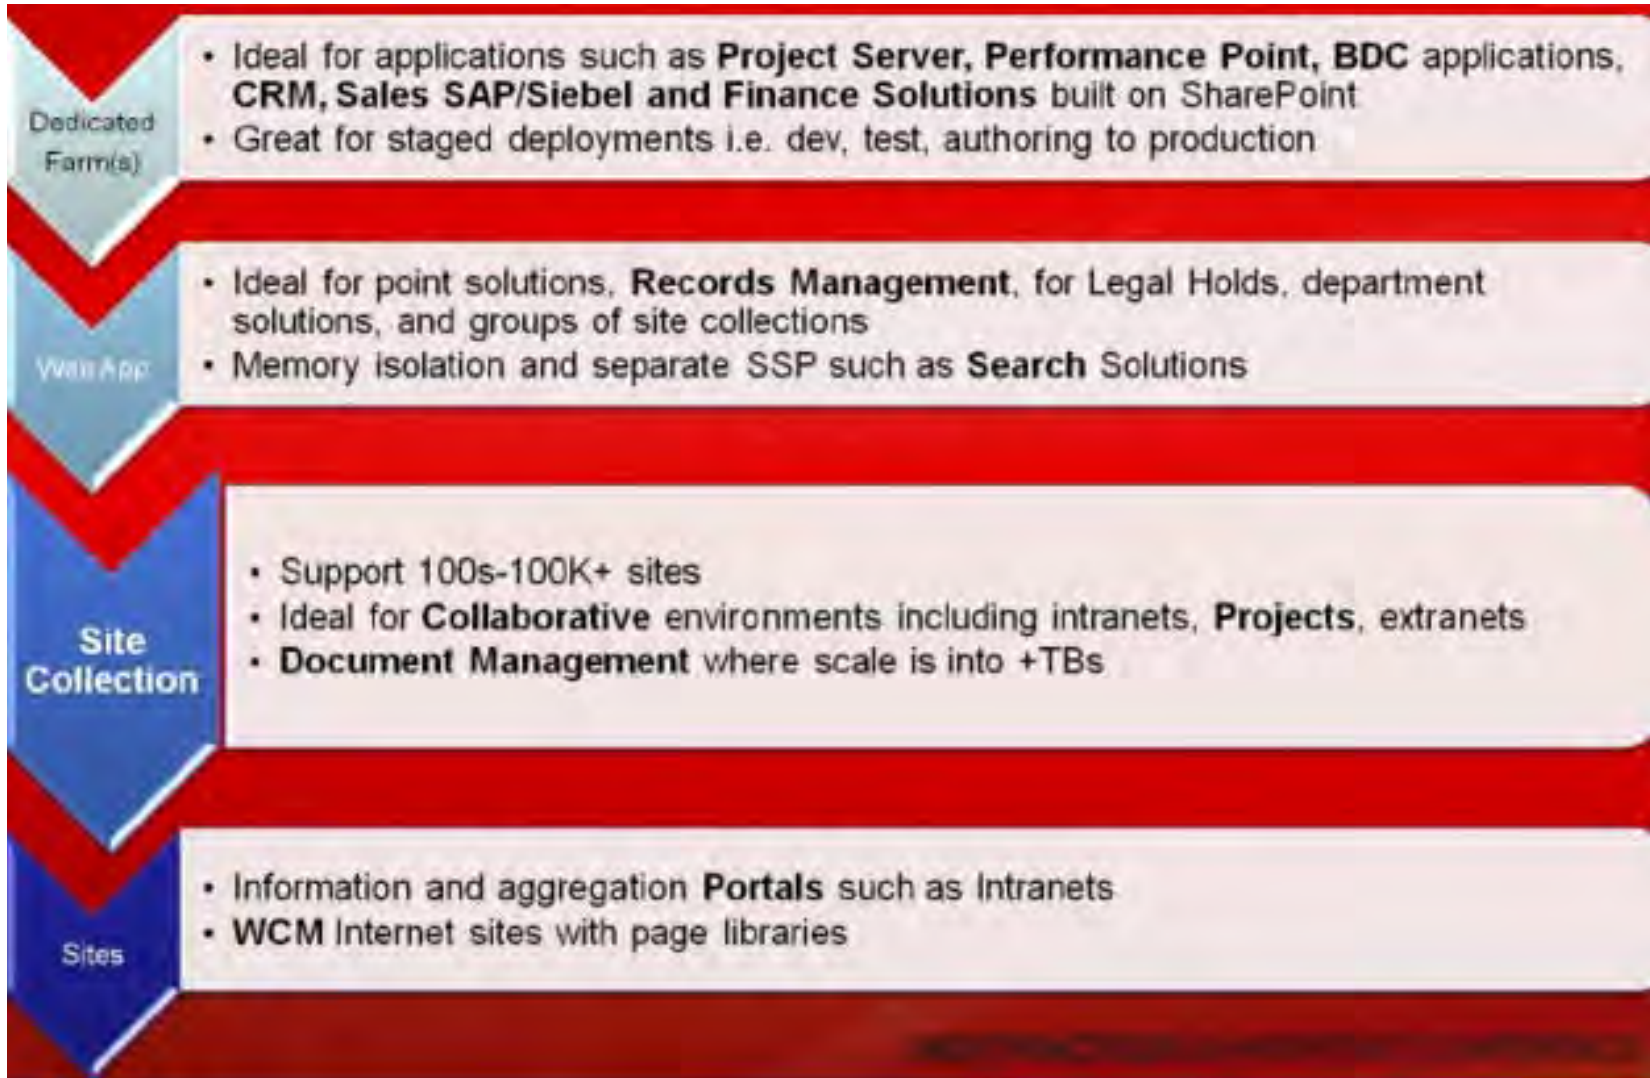 Dedicated
Farm(s)
• Ideal for applications such as Project Server, Performance Point, BDC applications,
CRM, Sales SAP/Siebel and Finance Solutions built on SharePoint
• Great for staged deployments i.e. dev, test, authoring to production
Web App
• Ideal for point solutions, Records Management, for Legal Holds, department
solutions, and groups of site collections
• Memory isolation and separate SSP such as Search Solutions
Site
Collection
• Support 100s-100K+ sites
• Ideal for Collaborative environments including intranets, Projects, extranets
• Document Management where scale is into +TBs
Sites
• Information and aggregation Portals such as Intranets
• WCM Internet sites with page libraries